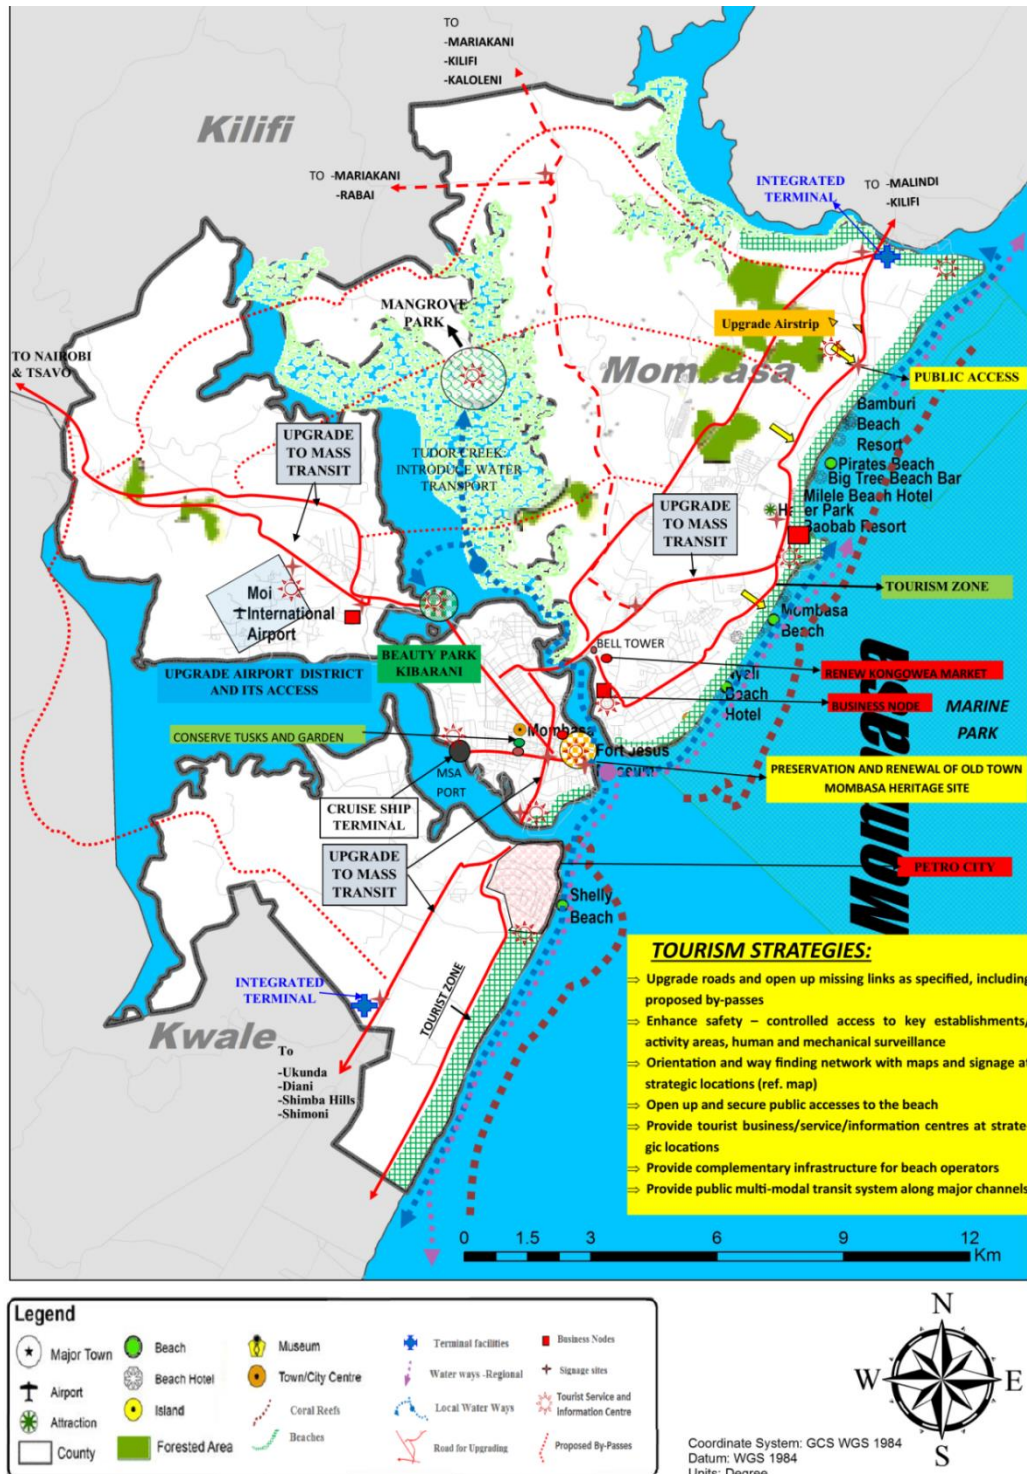 TO
-MARIAKANI
-KILIFI
-KALOLENI
Kilifi
TO -MARIAKANI
-RABAI
INTEGRATED
TERMINAL
TO -MALINDI
-KILIFI
MANGROVE
PARK
Upgrade Airstrip
Mombasa
TO NAIROBI
& TSAVO
PUBLIC ACCESS
Bamburi
Beach
Resort
UPGRADE
TO MASS
TRANSIT
TUDOR CREEK:
INTRODUCE WATER
TRANSPORT
Pirates Beach
Big Tree Beach Bar
Milele Beach Hotel
Park
Baobab Resort
UPGRADE
TO MASS
TRANSIT
Moi
International
Airport
TOURISM ZONE
Mombasa
Beach
BEAUTY PARK
KIBARANI
BELL TOWER
UPGRADE AIRPORT DISTRICT
AND ITS ACCESS
RENEW KONGOWEA MARKET
Beach
Hotel
BUSINESS NODE
MARINE
PARK
Mombasa
CONSERVE TUSKS AND GARDEN
Mombasa
Fort Jesus
Museum
MSA
PORT
PRESERVATION AND RENEWAL OF OLD TOWN
MOMBASA HERITAGE SITE
CRUISE SHIP
TERMINAL
UPGRADE
TO MASS
TRANSIT
PETRO CITY
Shelly
Beach
INTEGRATED
TERMINAL
TOURIST ZONE
Kwale
To
-Ukunda
-Diani
-Shimba Hills
-Shimoni
TOURISM STRATEGIES:
⇒ Upgrade roads and open up missing links as specified, including
proposed by-passes
⇒ Enhance safety – controlled access to key establishments/
activity areas, human and mechanical surveillance
⇒ Orientation and way finding network with maps and signage at
strategic locations (ref. map)
⇒ Open up and secure public accesses to the beach
⇒ Provide tourist business/service/information centres at strate-
gic locations
⇒ Provide complementary infrastructure for beach operators
⇒ Provide public multi-modal transit system along major channels
0 1.5 3 6 9 12
Km
Legend
Major Town
Airport
Attraction
County
Beach
Beach Hotel
Island
Forested Area
Museum
Town/City Centre
Coral Reefs
Beaches
Terminal facilities
Water ways -Regional
Local Water Ways
Road for Upgrading
Business Nodes
Signage sites
Tourist Service and
Information Centre
Proposed By-Passes
N
W E
S
Coordinate System: GCS WGS 1984
Datum: WGS 1984
Units: Degree